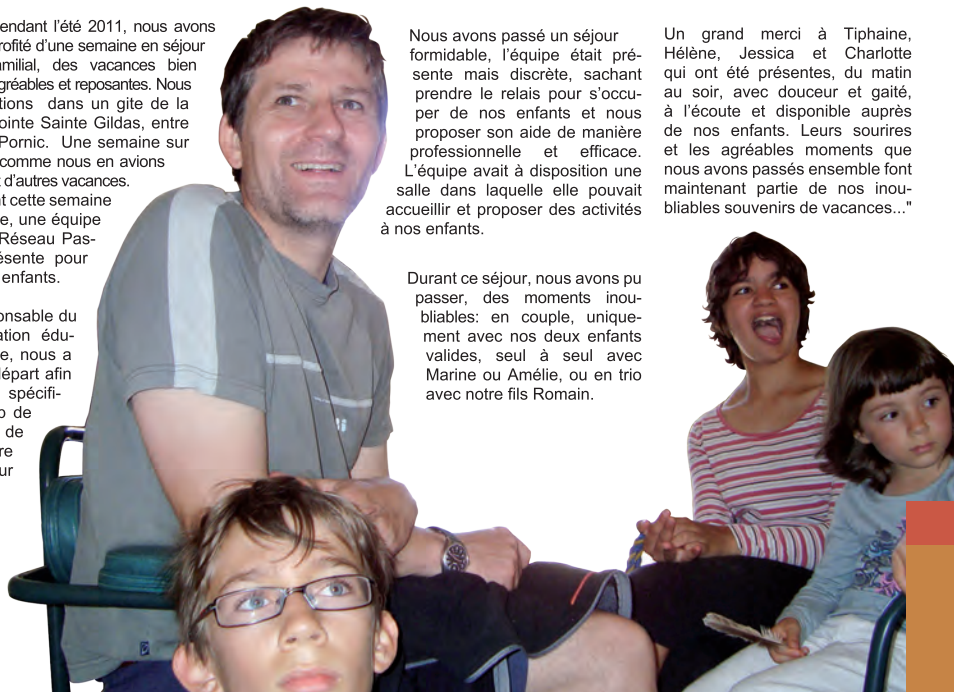 endant l’été 2011, nous avons
rofité d’une semaine en séjour
amilial, des vacances bien
gréables et reposantes. Nous
tions dans un gite de la
ointe Sainte Gildas, entre
Pornic. Une semaine sur
comme nous en avions
d’autres vacances.
t cette semaine
e, une équipe
Réseau Pas-
ésente pour
enfants.
onsable du
ation édu-
e, nous a
départ afin
spécifi-
de
de
re
ur
Nous avons passé un séjour
formidable, l’équipe était pré-
sente mais discrète, sachant
prendre le relais pour s’occu-
per de nos enfants et nous
proposer son aide de manière
professionnelle et efficace.
L’équipe avait à disposition une
salle dans laquelle elle pouvait
accueillir et proposer des activités
à nos enfants.
Durant ce séjour, nous avons pu
passer, des moments inou-
bliables: en couple, unique-
ment avec nos deux enfants
valides, seul à seul avec
Marine ou Amélie, ou en trio
avec notre fils Romain.
Un grand merci à Tiphaine,
Hélène, Jessica et Charlotte
qui ont été présentes, du matin
au soir, avec douceur et gaité,
à l’écoute et disponible auprès
de nos enfants. Leurs sourires
et les agréables moments que
nous avons passés ensemble font
maintenant partie de nos inou-
bliables souvenirs de vacances..."